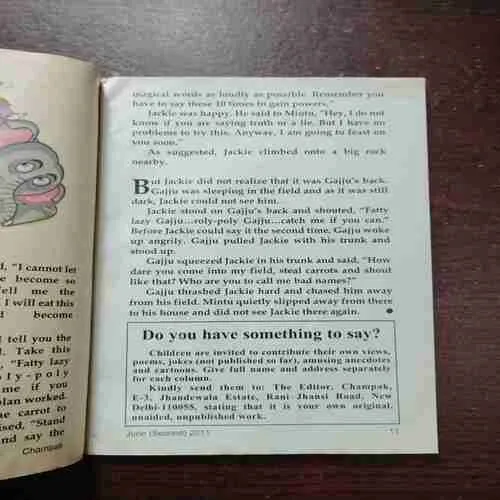 d, "I cannot let
e become so
Tell me the
I will eat this
d become
l tell you the
d. Take this
, "Fatty lazy
o l y - p o l y
me if you
plan worked.
he carrot to
ised, "Stand
nd say the
Champak
magical words as loudly as possible. Remember you
have to say these 10 times to gain powers."
Jackie was happy. He said to Mintu, "Hey, I do not
know if you are saying truth or a lie. But I have no
problems to try this. Anyway, I am going to feast on
you soon."
As suggested, Jackie climbed onto a big rock
nearby.
But Jackie did not realize that it was Gajju's back.
Gajju was sleeping in the field and as it was still
dark, Jackie could not see him.
Jackie stood on Gajju's back and shouted, "Fatty
lazy Gajju...roly-poly Gajju...catch me if you can."
Before Jackie could say it the second time, Gajju woke
up angrily. Gajju pulled Jackie with his trunk and
stood up.
Gajju squeezed Jackie in his trunk and said, "How
dare you come into my field, steal carrots and shout
like that? Who are you to call me bad names?"
Gajju thrashed Jackie hard and chased him away
from his field. Mintu quietly slipped away from there
to his house and did not see Jackie there again.
Do you have something to say?
Children are invited to contribute their own views,
poems, jokes (not published so far), amusing anecdotes
and cartoons. Give full name and address separately
for each column.
Kindly send them to: The Editor, Champak,
E-3, Jhandewala Estate, Rani Jhansi Road, New
Delhi-110055, stating that it is your own original,
unaided, unpublished work.
June (Second) 2011
11